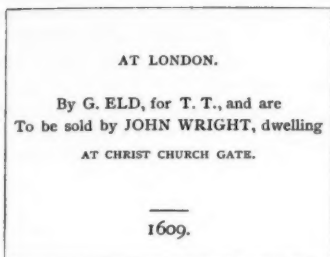 AT LONDON.
By G. ELD, for T. T., and are
To be sold by JOHN WRIGHT, dwelling
AT CHRIST CHURCH GATE.
1609.